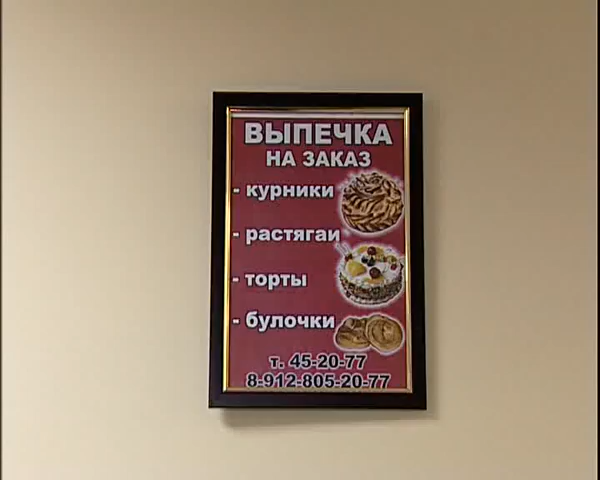 ВЫПЕЧКА
НА ЗАКАЗ
- курники
- растягаи
- торты
- булочки
т. 45-20-77
8-912-805-20-77